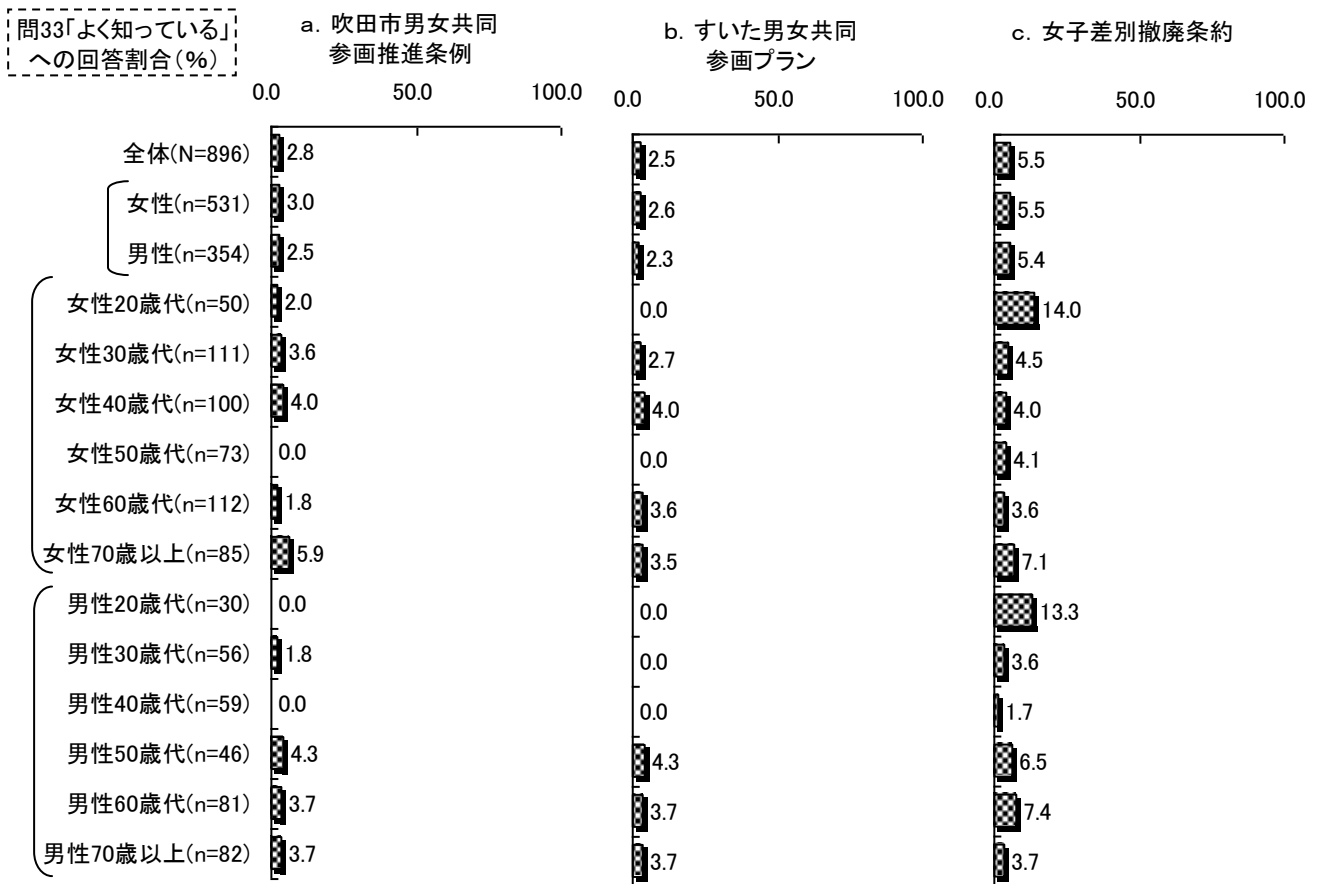 問33「よく知っている」
への回答割合(%)
a. 吹田市男女共同
参画推進条例
b. すいた男女共同
参画プラン
c. 女子差別撤廃条約
0.0 50.0 100.0 0.0 50.0 100.0 0.0 50.0 100.0
全体(N=896) 2.8 2.5 5.5
女性(n=531) 3.0 2.6 5.5
男性(n=354) 2.5 2.3 5.4
女性20歳代(n=50) 2.0 0.0 14.0
女性30歳代(n=111) 3.6 2.7 4.5
女性40歳代(n=100) 4.0 4.0 4.0
女性50歳代(n=73) 0.0 0.0 4.1
女性60歳代(n=112) 1.8 3.6 3.6
女性70歳以上(n=85) 5.9 3.5 7.1
男性20歳代(n=30) 0.0 0.0 13.3
男性30歳代(n=56) 1.8 0.0 3.6
男性40歳代(n=59) 0.0 0.0 1.7
男性50歳代(n=46) 4.3 4.3 6.5
男性60歳代(n=81) 3.7 3.7 7.4
男性70歳以上(n=82) 3.7 3.7 3.7